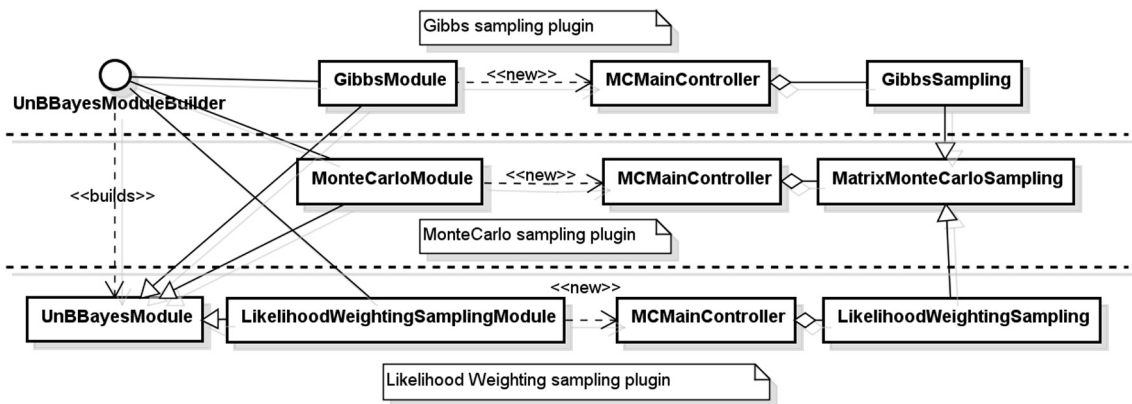 Gibbs sampling plugin
UnBBayesModuleBuilder
GibbsModule
<<new>>
MCMainController
GibbsSampling
<<builds>>
MonteCarloModule
<<new>>
MCMainController
MatrixMonteCarloSampling
MonteCarlo sampling plugin
<<new>>
UnBBayesModule
LikelihoodWeightingSamplingModule
MCMainController
LikelihoodWeightingSampling
Likelihood Weighting sampling plugin